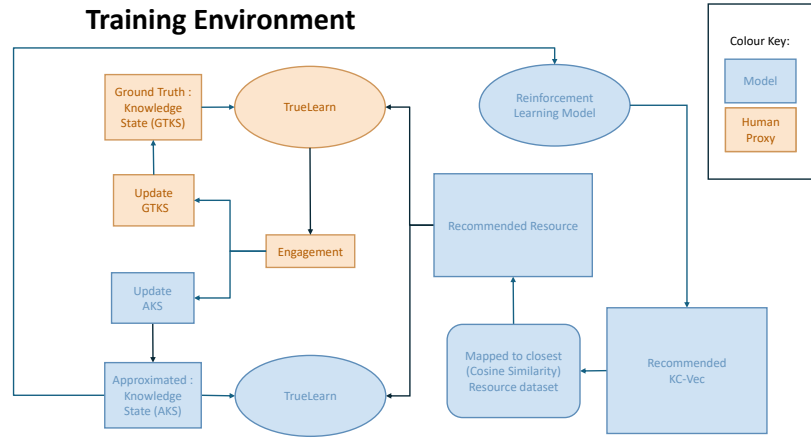 Training Environment
Colour Key:
Model
Human
Proxy
Ground Truth :
Knowledge
State (GTKS)
TrueLearn
Reinforcement
Learning Model
Update
GTKS
Engagement
Recommended Resource
Update
AKS
Approximated :
Knowledge
State (AKS)
TrueLearn
Mapped to closest
(Cosine Similarity)
Resource dataset
Recommended
KC-Vec